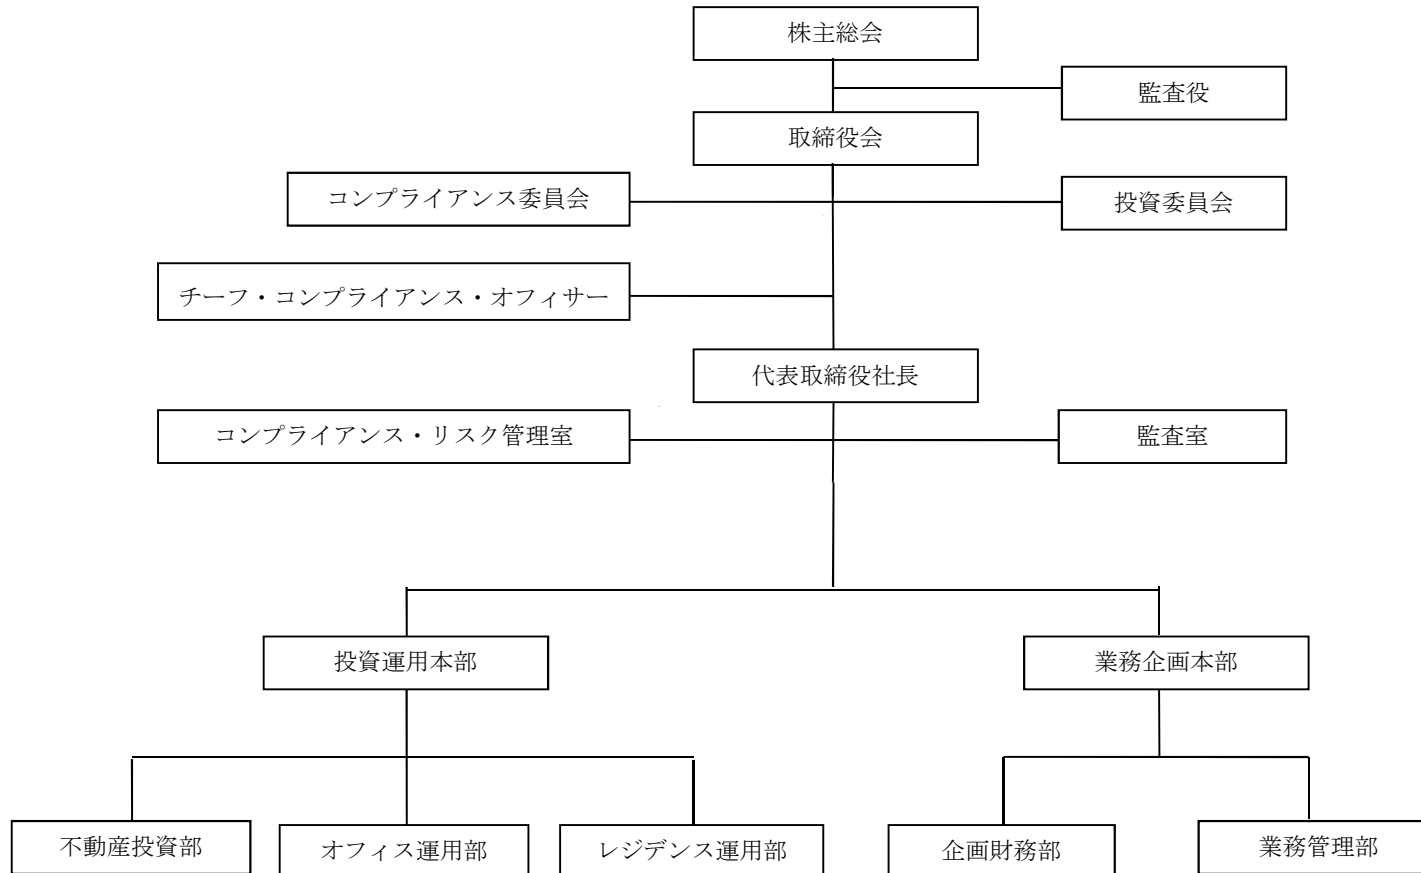 株主総会
監査役
取締役会
コンプライアンス委員会
投資委員会
チーフ・コンプライアンス・オフィサー
代表取締役社長
コンプライアンス・リスク管理室
監査室
投資運用本部
業務企画本部
不動産投資部
オフィス運用部
レジデンス運用部
企画財務部
業務管理部